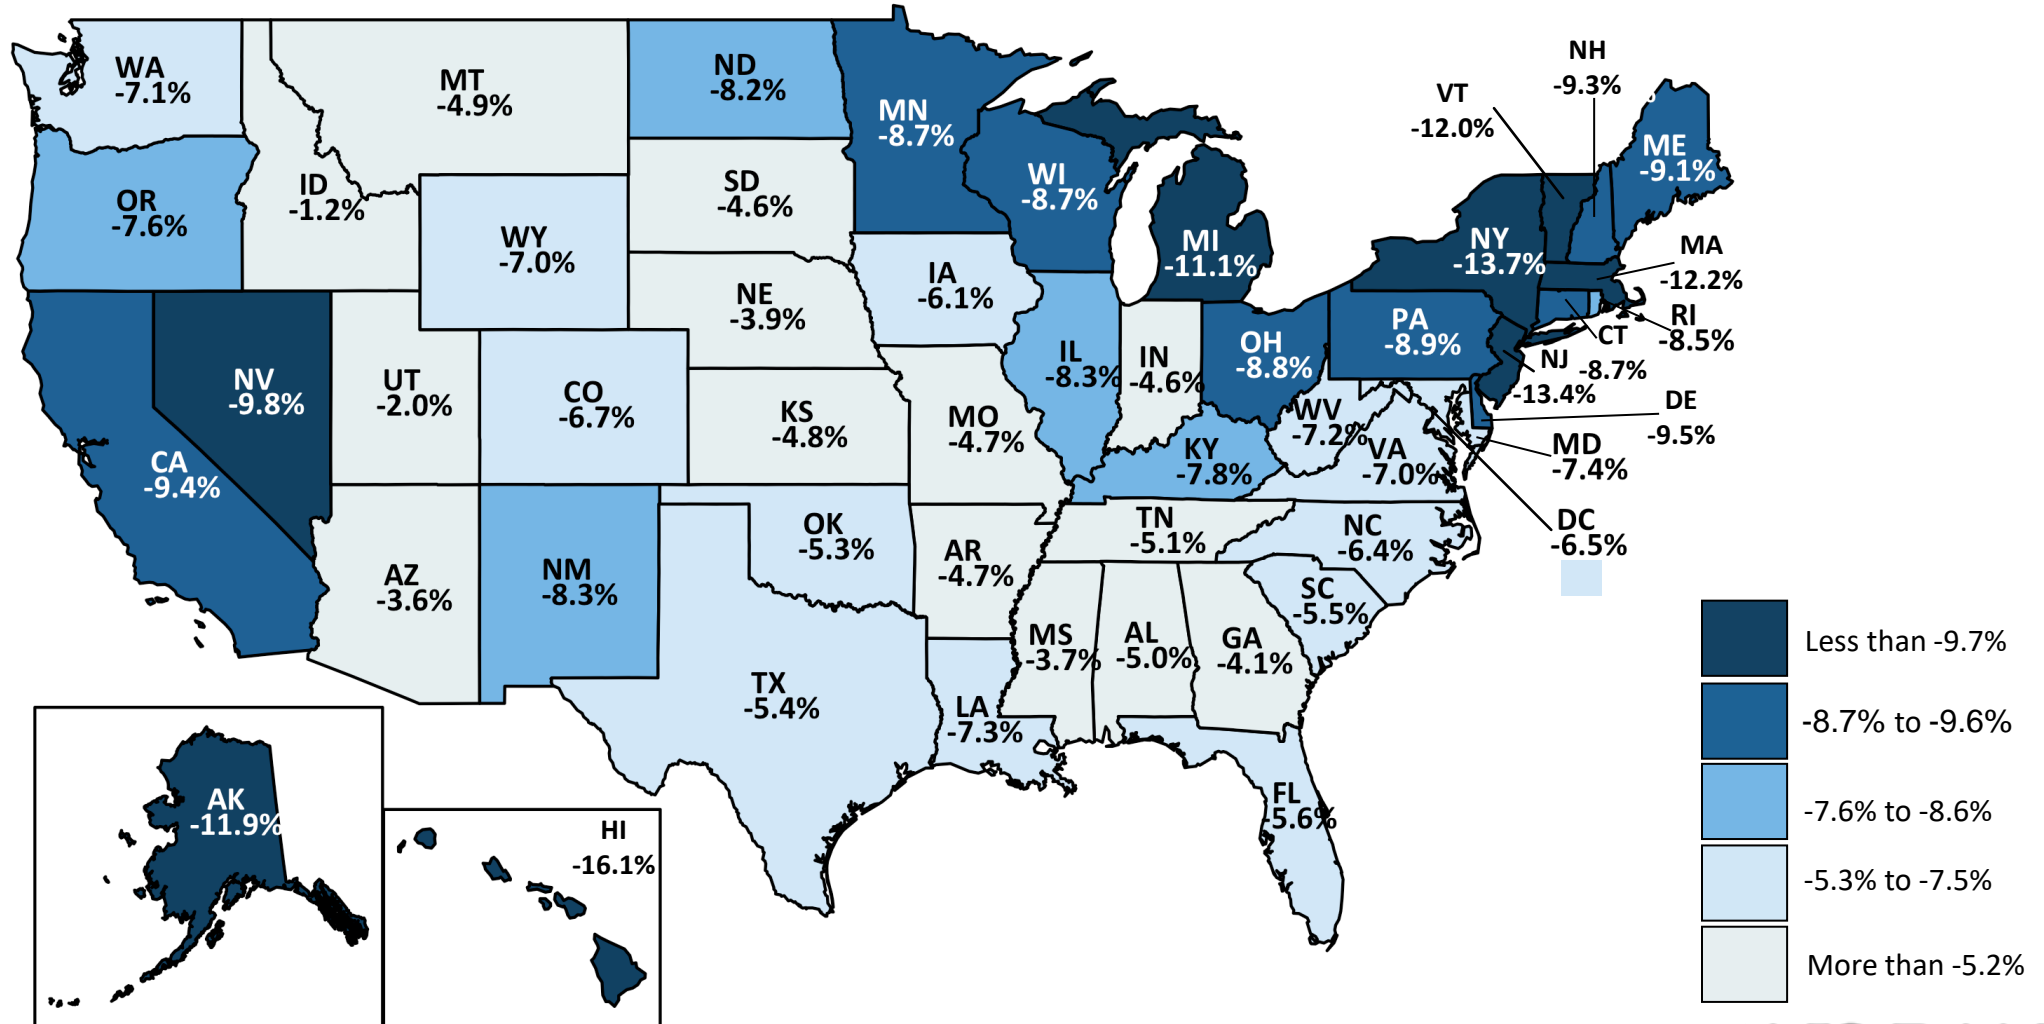 WA
-7.1%
MT
-4.9%
ND
-8.2%
MN
-8.7%
NH
-9.3%
VT
-12.0%
ME
-9.1%
OR
-7.6%
ID
-1.2%
SD
-4.6%
WI
-8.7%
WY
-7.0%
MI
-11.1%
NY
-13.7%
MA
-12.2%
IA
-6.1%
NE
-3.9%
PA
-8.9%
RI
-8.5%
CT
-8.7%
NJ
-13.4%
NV
-9.8%
UT
-2.0%
CO
-6.7%
IL
-8.3%
IN
-4.6%
OH
-8.8%
DE
-9.5%
KS
-4.8%
MO
-4.7%
WV
-7.2%
VA
-7.0%
MD
-7.4%
CA
-9.4%
KY
-7.8%
DC
-6.5%
OK
-5.3%
TN
-5.1%
NC
-6.4%
AZ
-3.6%
NM
-8.3%
AR
-4.7%
SC
-5.5%
MS
-3.7%
AL
-5.0%
GA
-4.1%
TX
-5.4%
LA
-7.3%
FL
-5.6%
AK
-11.9%
HI
-16.1%
Less than -9.7%
-8.7% to -9.6%
-7.6% to -8.6%
-5.3% to -7.5%
More than -5.2%